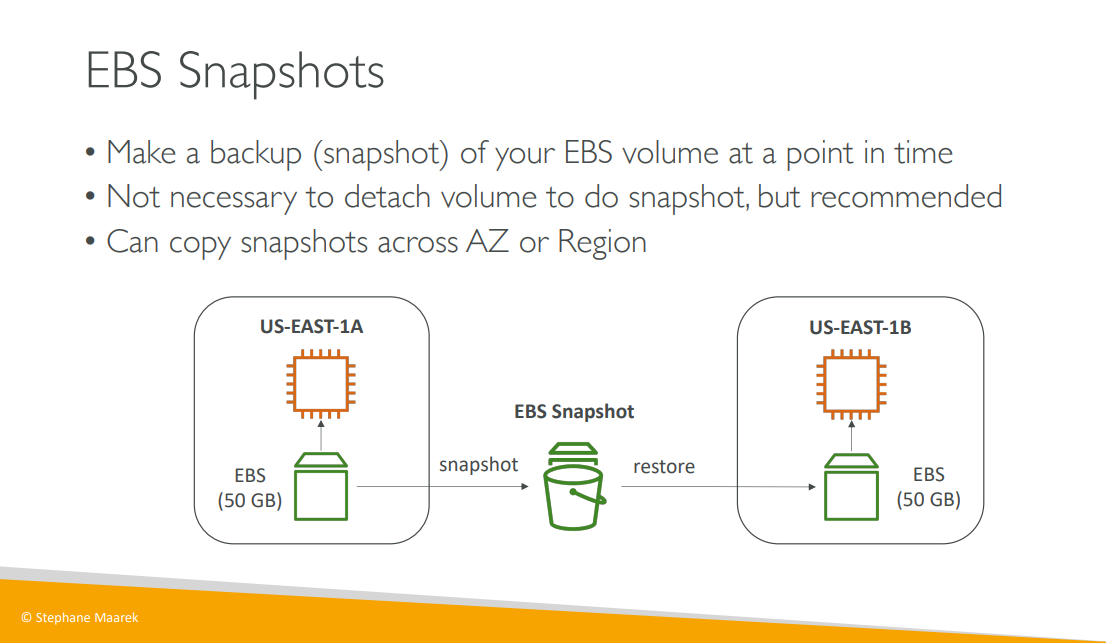 EBS Snapshots
• Make a backup (snapshot) of your EBS volume at a point in time
• Not necessary to detach volume to do snapshot, but recommended
• Can copy snapshots across AZ or Region
US-EAST-1A
EBS
(50 GB)
snapshot
EBS Snapshot
restore
US-EAST-1B
EBS
(50 GB)
© Stephane Maarek